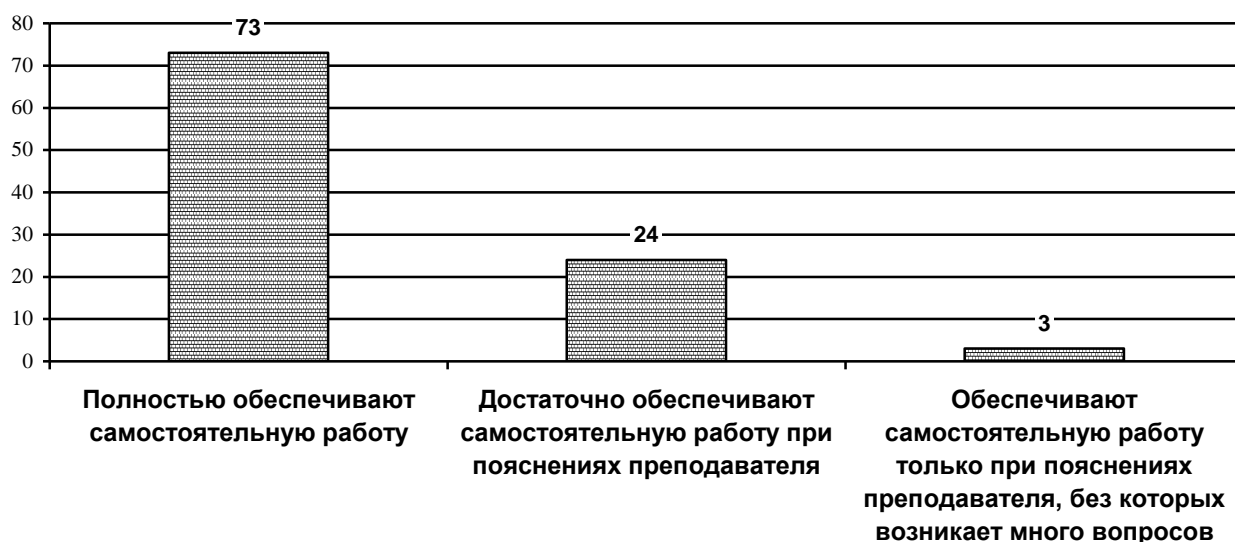 80
70
60
50
40
30
20
10
0
73
24
3
Полностью обеспечивают
самостоятельную работу
Достаточно обеспечивают
самостоятельную работу при
пояснениях преподавателя
Обеспечивают
самостоятельную работу
только при пояснениях
преподавателя, без которых
возникает много вопросов